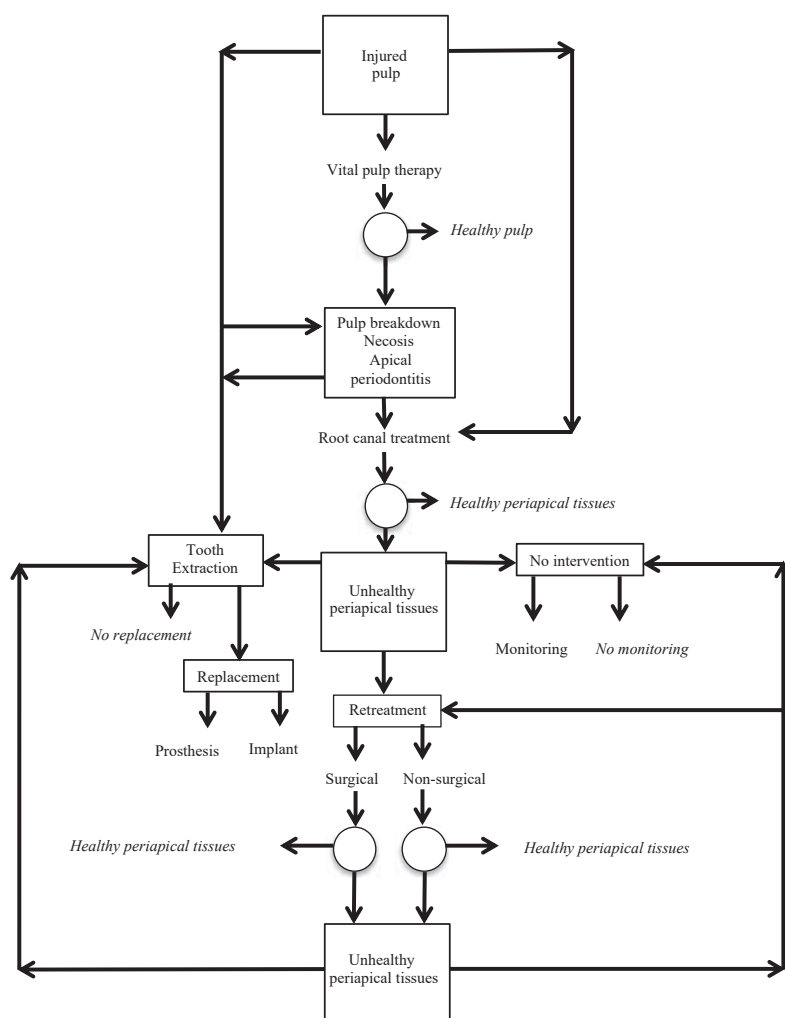 Injured
pulp
Vital pulp therapy
Healthy pulp
Pulp breakdown
Necosis
Apical
periodontitis
Root canal treatment
Healthy periapical tissues
Tooth
Extraction
Unhealthy
periapical tissues
No intervention
No replacement
Monitoring
No monitoring
Replacement
Retreatment
Prosthesis
Implant
Surgical
Non-surgical
Healthy periapical tissues
Healthy periapical tissues
Unhealthy
periapical tissues